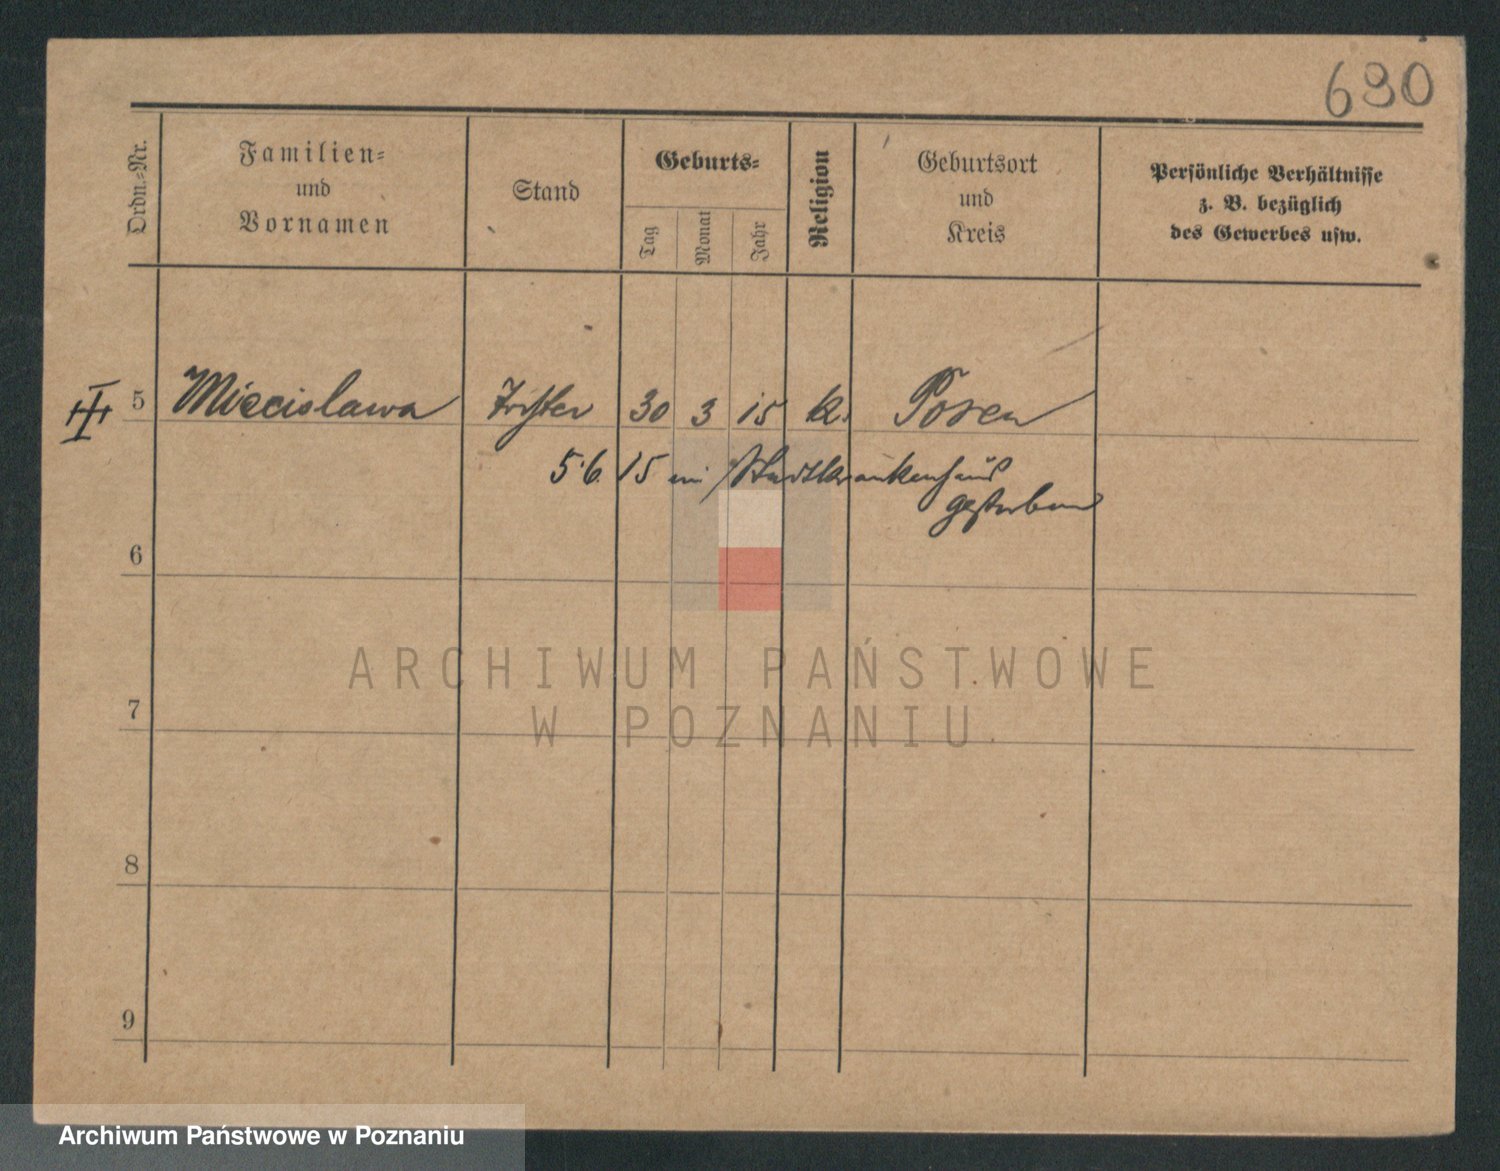 690
Ordn.-Nr.
Familien-
und
Vornamen
Stand
Geburts-
Tag
Monat
Jahr
Religion
Geburtsort
und
Kreis
Persönliche Verhältnisse
z. B. bezüglich
des Gewerbes usw.
5 Miecislawa Tochter 30 3 15 k. Posen
5.6.15 im Stadtkrankenhaus
gestorben
6
7
8
9
ARCHIWUM PAŃSTWOWE
W POZNANIU
Archiwum Państwowe w Poznaniu